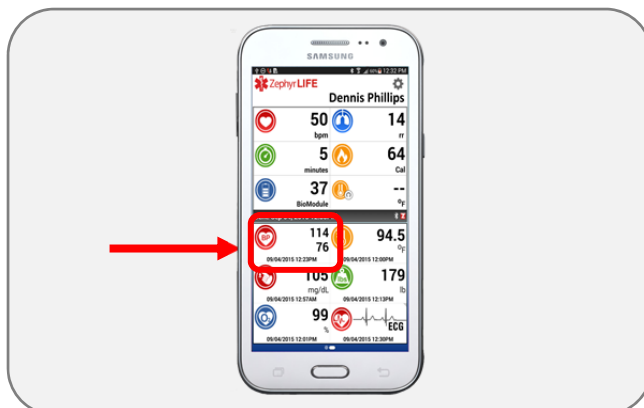 SAMSUNG
12:32 PM
ZephyrLIFE
Dennis Phillips
50 14
bpm rr
5 64
minutes Cal
37 --
BioModule °F
BP 114 94.5
76 °F
09/04/2015 12:23PM 09/04/2015 12:00PM
105 lbs 179
mg/dL lb
09/04/2015 12:57AM 09/04/2015 12:13PM
O₂ 99 ECG
%
09/04/2015 12:01PM 09/04/2015 12:30PM